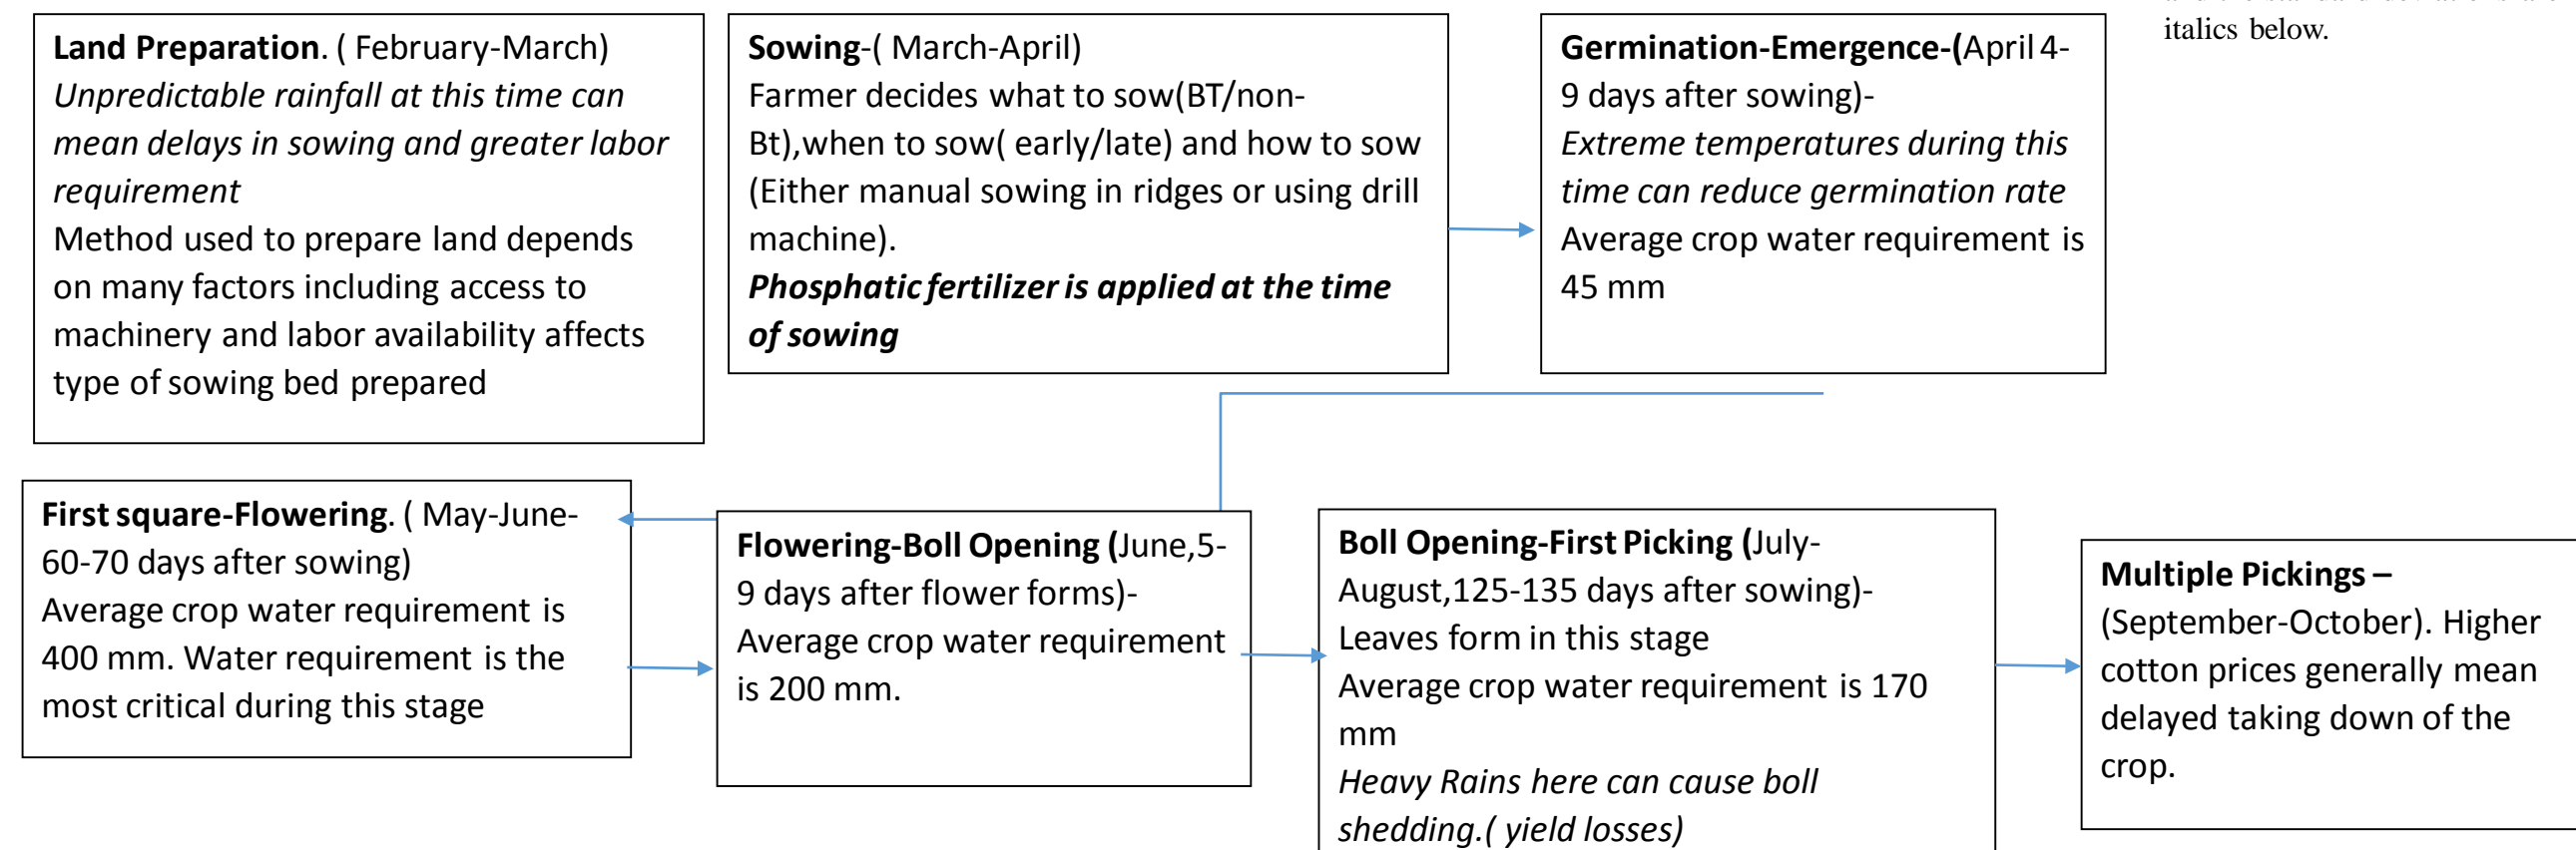 italics below.
Land Preparation. ( February-March)
Unpredictable rainfall at this time can
mean delays in sowing and greater labor
requirement
Method used to prepare land depends
on many factors including access to
machinery and labor availability affects
type of sowing bed prepared
Sowing-( March-April)
Farmer decides what to sow(BT/non-
Bt),when to sow( early/late) and how to sow
(Either manual sowing in ridges or using drill
machine).
Phosphatic fertilizer is applied at the time
of sowing
Germination-Emergence-(April 4-
9 days after sowing)-
Extreme temperatures during this
time can reduce germination rate
Average crop water requirement is
45 mm
First square-Flowering. ( May-June-
60-70 days after sowing)
Average crop water requirement is
400 mm. Water requirement is the
most critical during this stage
Flowering-Boll Opening (June,5-
9 days after flower forms)-
Average crop water requirement
is 200 mm.
Boll Opening-First Picking (July-
August,125-135 days after sowing)-
Leaves form in this stage
Average crop water requirement is 170
mm
Heavy Rains here can cause boll
shedding.( yield losses)
Multiple Pickings –
(September-October). Higher
cotton prices generally mean
delayed taking down of the
crop.